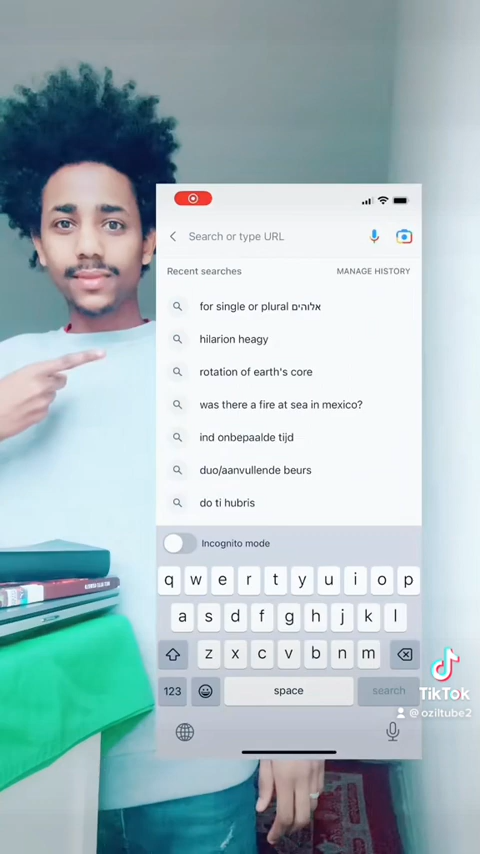 Search or type URL
Recent searches
MANAGE HISTORY
for single or plural אלוהים
hilarion heagy
rotation of earth's core
was there a fire at sea in mexico?
ind onbepaalde tijd
duo/aanvullende beurs
do ti hubris
Incognito mode
q w e r t y u i o p
a s d f g h j k l
z x c v b n m
123
space
search
TikTok
@ oziltube2